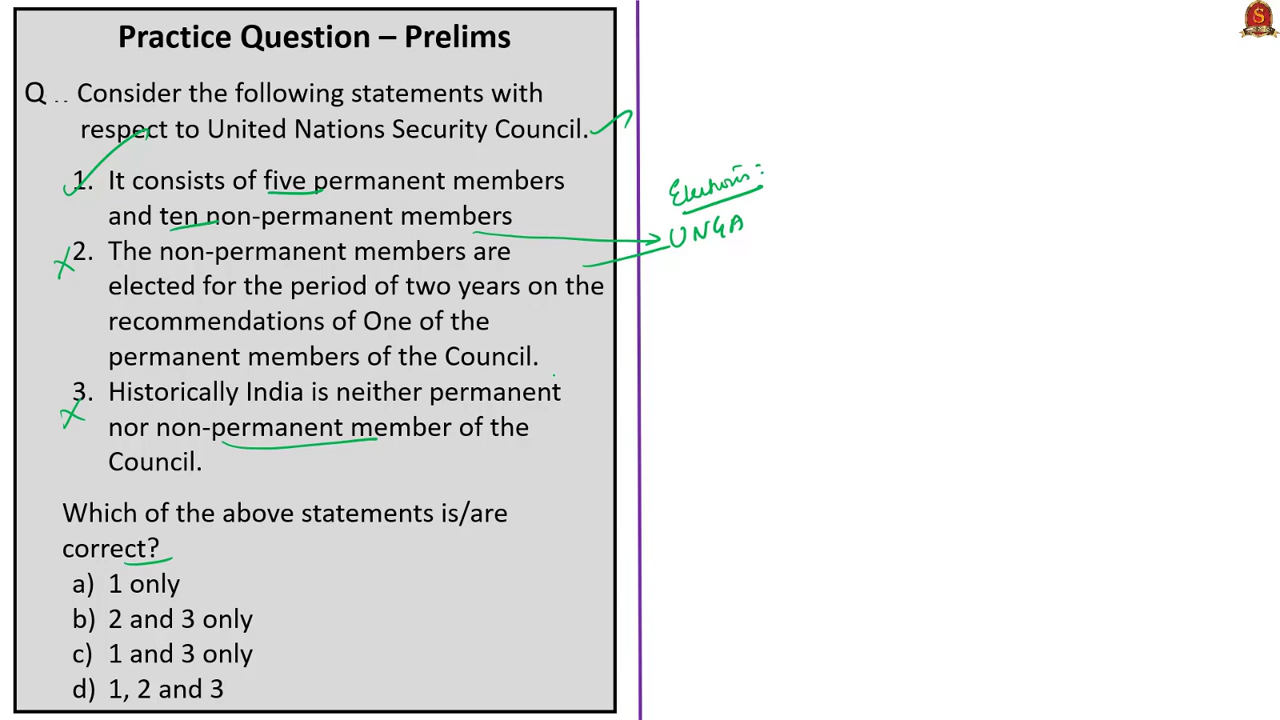 Practice Question – Prelims
Q .. Consider the following statements with
respect to United Nations Security Council.
1. It consists of five permanent members
and ten non-permanent members
2. The non-permanent members are
elected for the period of two years on the
recommendations of One of the
permanent members of the Council.
3. Historically India is neither permanent
nor non-permanent member of the
Council.
Which of the above statements is/are
correct?
a) 1 only
b) 2 and 3 only
c) 1 and 3 only
d) 1, 2 and 3
Elections:
UNGA
S